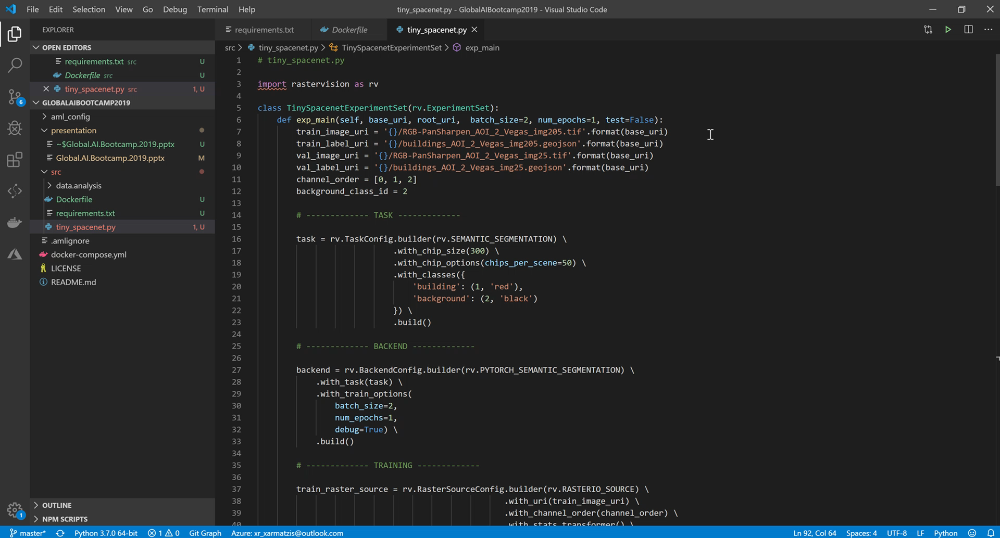 File Edit Selection View Go Debug Terminal Help
tiny_spacenet.py - GlobalAIBootcamp2019 - Visual Studio Code
EXPLORER
OPEN EDITORS
requirements.txt src U
Dockerfile src U
tiny_spacenet.py src 1, U
GLOBALAIBOOTCAMP2019
aml_config
presentation
~$Global.AI.Bootcamp.2019.pptx U
Global.AI.Bootcamp.2019.pptx M
src
data.analysis
Dockerfile U
requirements.txt U
tiny_spacenet.py 1, U
.amlignore
docker-compose.yml
LICENSE
README.md
OUTLINE
NPM SCRIPTS
6
1
requirements.txt Dockerfile tiny_spacenet.py
src > tiny_spacenet.py > TinySpacenetExperimentSet > exp_main
1 # tiny_spacenet.py
2
3 import rastervision as rv
4
5 class TinySpacenetExperimentSet(rv.ExperimentSet):
6 def exp_main(self, base_uri, root_uri,  batch_size=2, num_epochs=1, test=False):
7 train_image_uri = '{}/RGB-PanSharpen_AOI_2_Vegas_img205.tif'.format(base_uri)
8 train_label_uri = '{}/buildings_AOI_2_Vegas_img205.geojson'.format(base_uri)
9 val_image_uri = '{}/RGB-PanSharpen_AOI_2_Vegas_img25.tif'.format(base_uri)
10 val_label_uri = '{}/buildings_AOI_2_Vegas_img25.geojson'.format(base_uri)
11 channel_order = [0, 1, 2]
12 background_class_id = 2
13
14 # ------------- TASK -------------
15
16 task = rv.TaskConfig.builder(rv.SEMANTIC_SEGMENTATION) \
17 .with_chip_size(300) \
18 .with_chip_options(chips_per_scene=50) \
19 .with_classes({
20 'building': (1, 'red'),
21 'background': (2, 'black')
22 }) \
23 .build()
24
25 # ------------- BACKEND -------------
26
27 backend = rv.BackendConfig.builder(rv.PYTORCH_SEMANTIC_SEGMENTATION) \
28 .with_task(task) \
29 .with_train_options(
30 batch_size=2,
31 num_epochs=1,
32 debug=True) \
33 .build()
34
35 # ------------- TRAINING -------------
36
37 train_raster_source = rv.RasterSourceConfig.builder(rv.RASTERIO_SOURCE) \
38 .with_uri(train_image_uri) \
39 .with_channel_order(channel_order) \
40 .with_stats_transformer() \
master* Python 3.7.0 64-bit 1 0 Git Graph Azure: xr_xarmatzis@outlook.com Ln 92, Col 64 Spaces: 4 UTF-8 LF Python